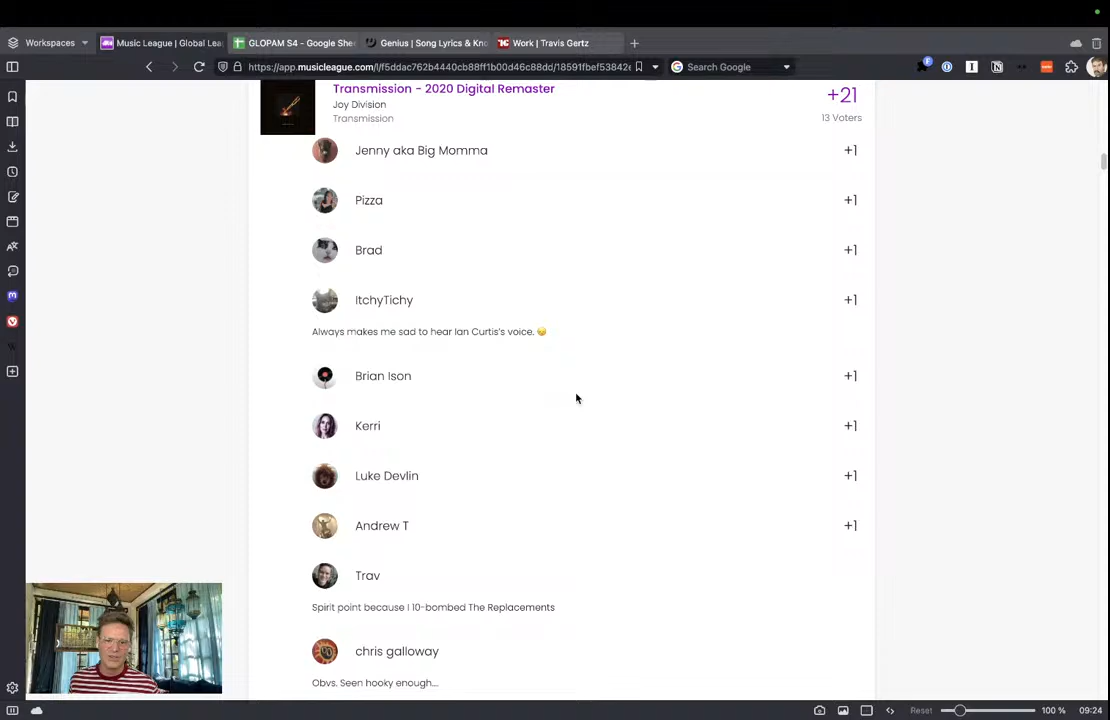 Workspaces
Music League | Global Lea
GLOPAM S4 - Google She
Genius | Song Lyrics & Kno
Work | Travis Gertz
https://app.musicleague.com/l/f5ddac762b4440cb88ff1b00d46c88dd/18591fbef53842e
Search Google
Transmission - 2020 Digital Remaster
+21
Joy Division
Transmission
13 Voters
Jenny aka Big Momma
+1
Pizza
+1
Brad
+1
ItchyTichy
+1
Always makes me sad to hear Ian Curtis's voice. 😔
Brian Ison
+1
Kerri
+1
Luke Devlin
+1
Andrew T
+1
Trav
Spirit point because I 10-bombed The Replacements
chris galloway
Obvs. Seen hooky enough....
Reset
100 %
09:24